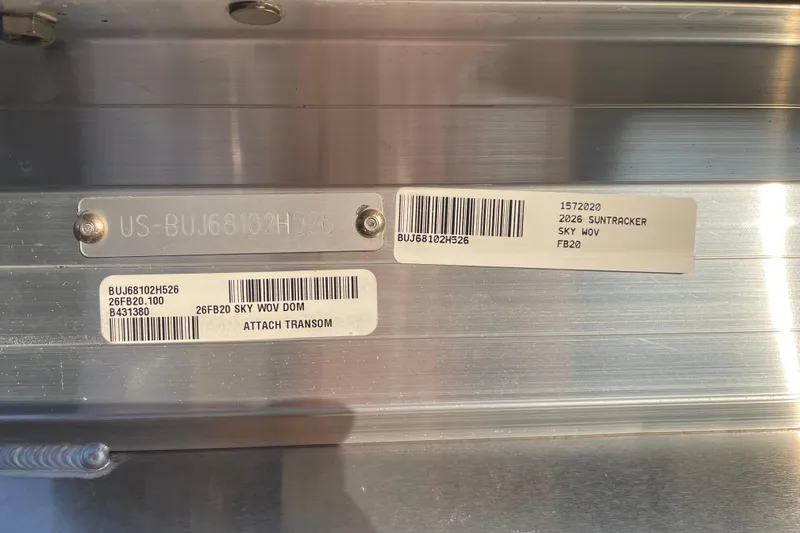 US-BUJ68102H526
BUJ68102H526
1572020
2026 SUNTRACKER
SKY WOV
FB20
BUJ68102H526
26FB20.100
B431380
26FB20 SKY WOV DOM
ATTACH TRANSOM